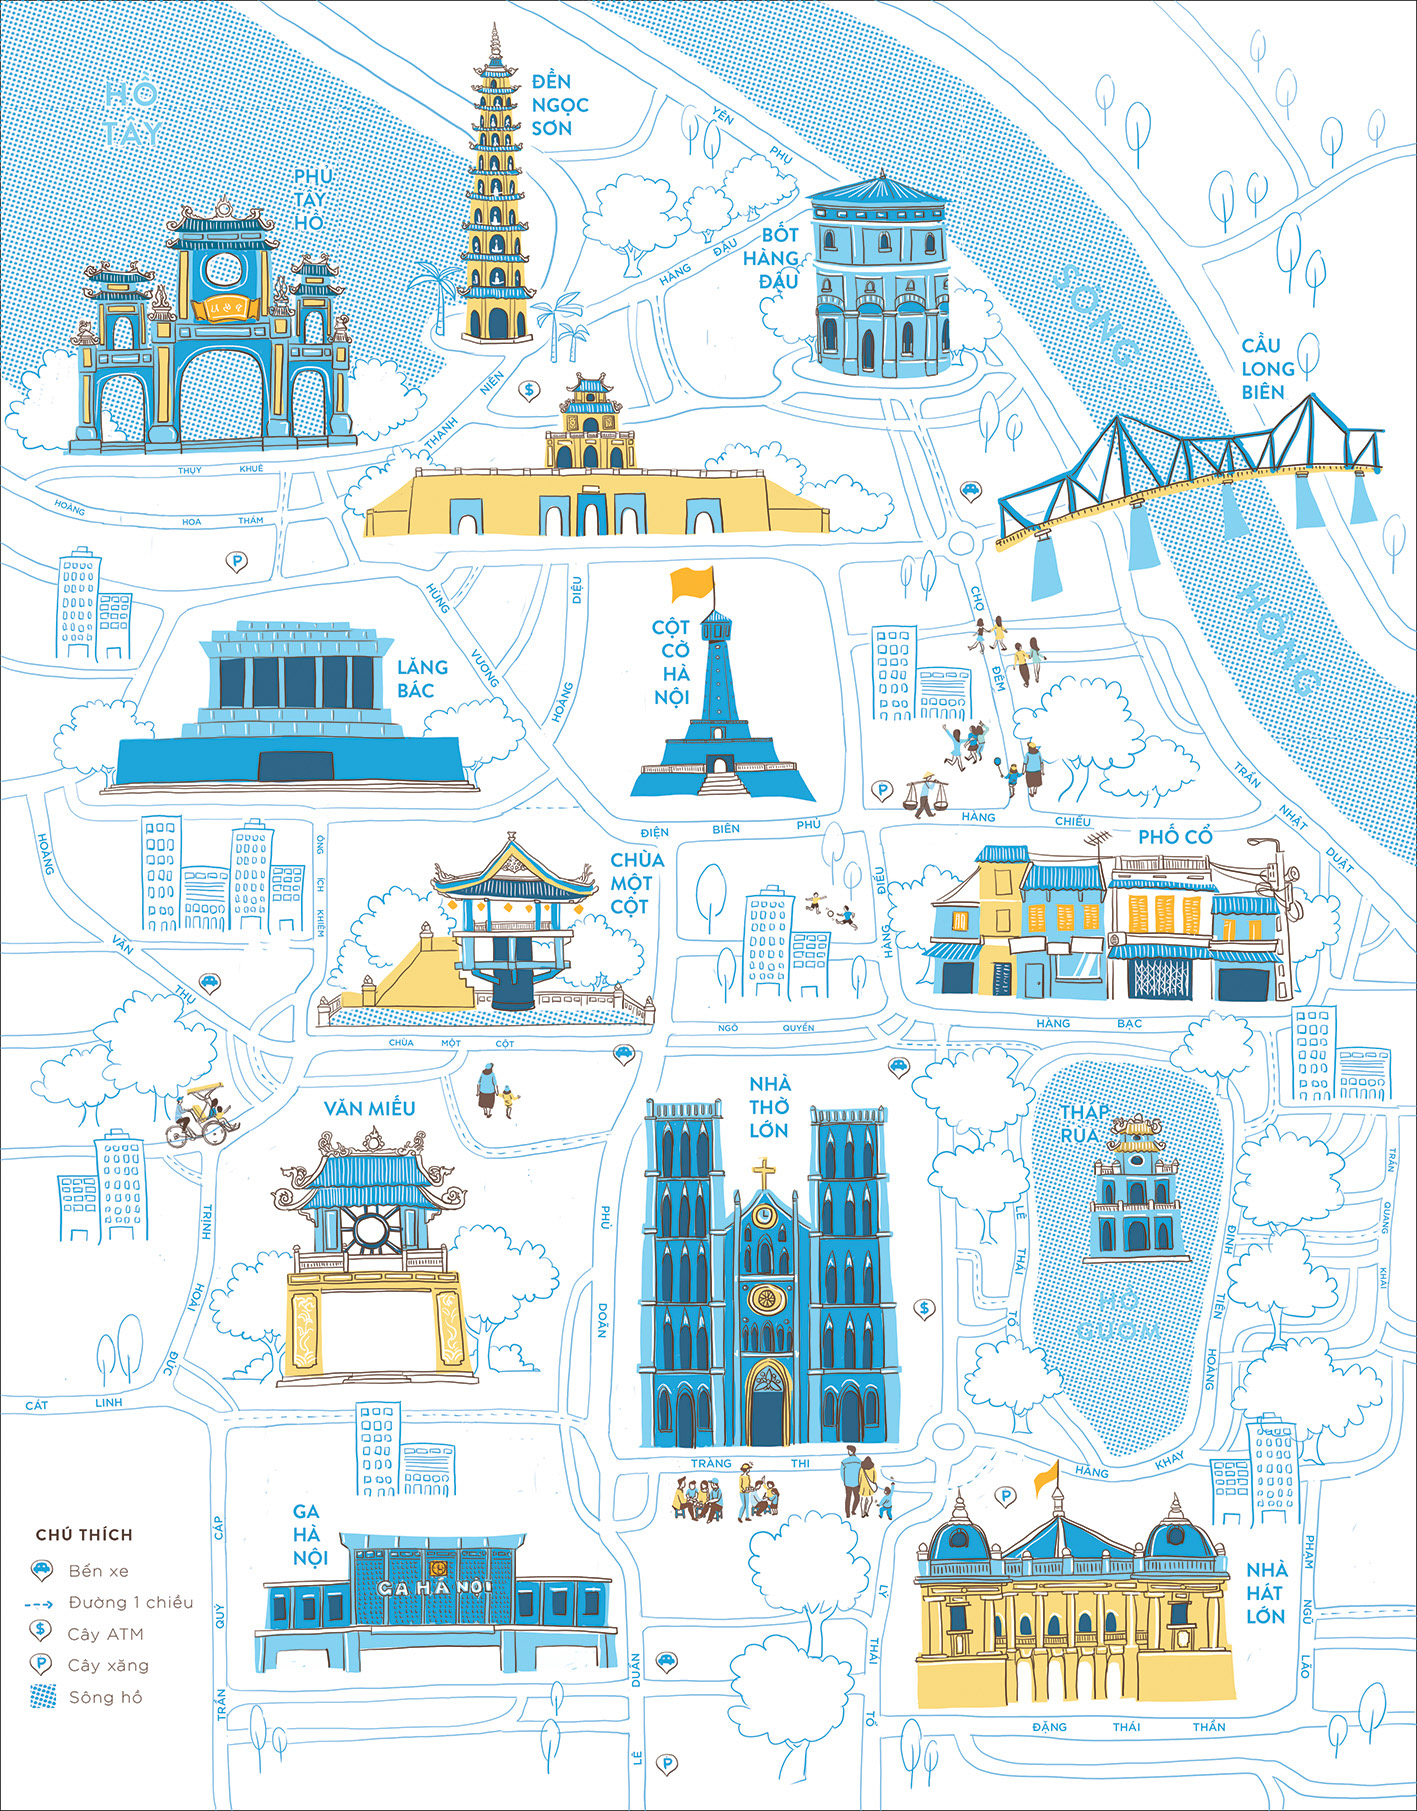 HỒ
TÂY
ĐỀN
NGỌC
SƠN
PHỦ
TÂY
HỒ
YÊN PHỤ
BỐT
HÀNG
ĐẬU
HÀNG ĐẬU
SÔNG
HỒNG
CẦU
LONG
BIÊN
THANH NIÊN
THỤY KHUÊ
HOÀNG HOA THÁM
HÙNG VƯƠNG
HOÀNG DIỆU
LĂNG
BÁC
CỘT
CỜ
HÀ
NỘI
CHỢ ĐÊM
TRẦN NHẬT DUẬT
HÀNG CHIẾU
ĐIỆN BIÊN PHỦ
PHỐ CỔ
HOÀNG
VĂN
THỤ
ÔNG ÍCH KHIÊM
CHÙA
MỘT
CỘT
HÀNG ĐIẾU
NGÔ QUYỀN
HÀNG BẠC
CHÙA MỘT CỘT
VĂN MIẾU
NHÀ
THỜ
LỚN
THÁP
RÙA
HỒ
GƯƠM
TRẦN QUANG KHẢI
ĐINH TIÊN HOÀNG
LÊ THÁI TỔ
TRỊNH HOÀI ĐỨC
PHÙ DOÃN
CÁT LINH
TRÀNG THI
HÀNG KHAY
GA
HÀ
NỘI
GA HÀ NỘI
TRẦN QUÝ CÁP
LÊ DUẨN
LÝ THÁI TỔ
NHÀ
HÁT
LỚN
PHẠM NGŨ LÃO
ĐẶNG THÁI THÂN
CHÚ THÍCH
Bến xe
Đường 1 chiều
$ Cây ATM
P Cây xăng
Sông hồ